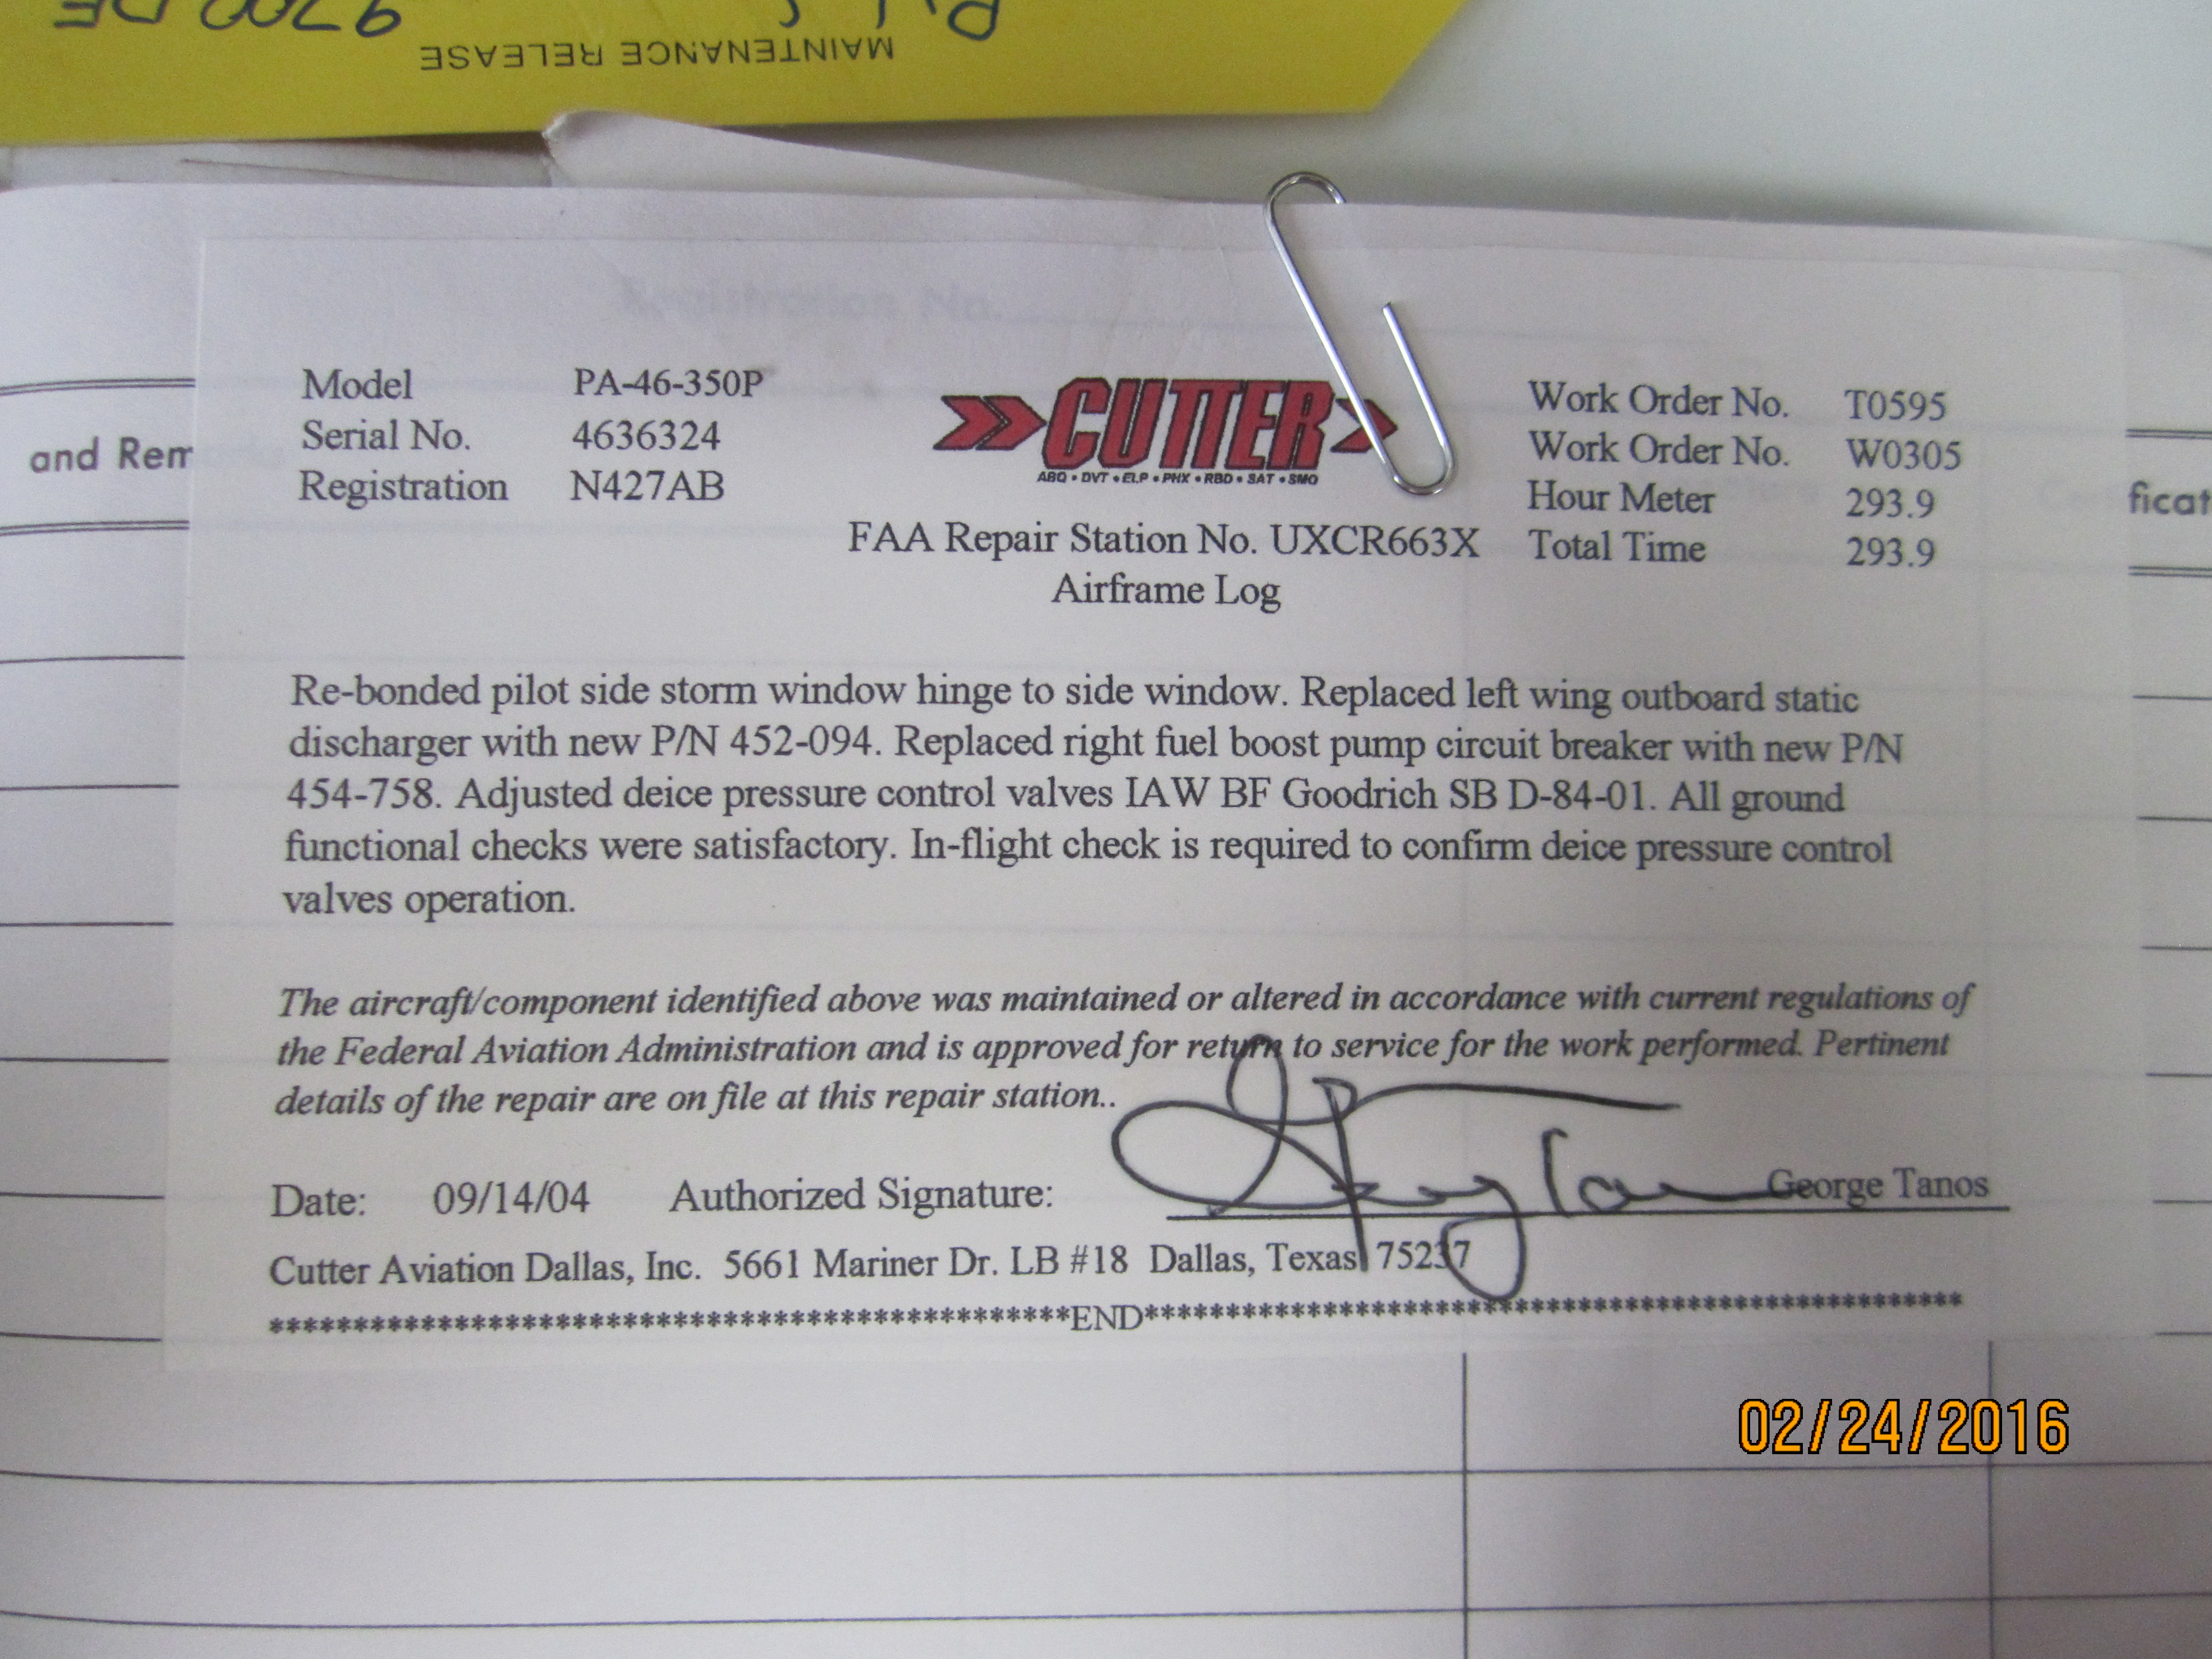 MAINTENANCE RELEASE
Registration No.
and Rem
ficat
Model PA-46-350P
Serial No. 4636324
Registration N427AB
CUTTER
ABQ • DVT • ELP • PHX • RBD • SAT • SMO
FAA Repair Station No. UXCR663X
Airframe Log
Work Order No. T0595
Work Order No. W0305
Hour Meter 293.9
Total Time 293.9
Re-bonded pilot side storm window hinge to side window. Replaced left wing outboard static
discharger with new P/N 452-094. Replaced right fuel boost pump circuit breaker with new P/N
454-758. Adjusted deice pressure control valves IAW BF Goodrich SB D-84-01. All ground
functional checks were satisfactory. In-flight check is required to confirm deice pressure control
valves operation.
The aircraft/component identified above was maintained or altered in accordance with current regulations of
the Federal Aviation Administration and is approved for return to service for the work performed. Pertinent
details of the repair are on file at this repair station..
Date: 09/14/04 Authorized Signature: George Tanos
Cutter Aviation Dallas, Inc. 5661 Mariner Dr. LB #18 Dallas, Texas 75237
************************************************END************************************************
02/24/2016